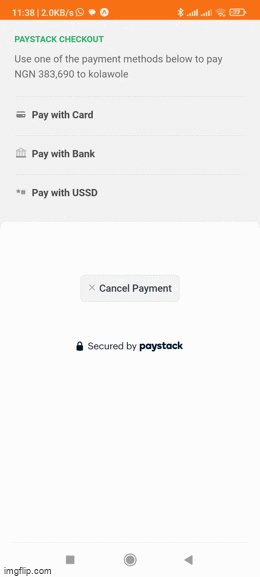 11:38 | 2.0KB/s
PAYSTACK CHECKOUT
Use one of the payment methods below to pay
NGN 383,690 to kolawole
Pay with Card
Pay with Bank
*# Pay with USSD
× Cancel Payment
Secured by paystack
imgflip.com